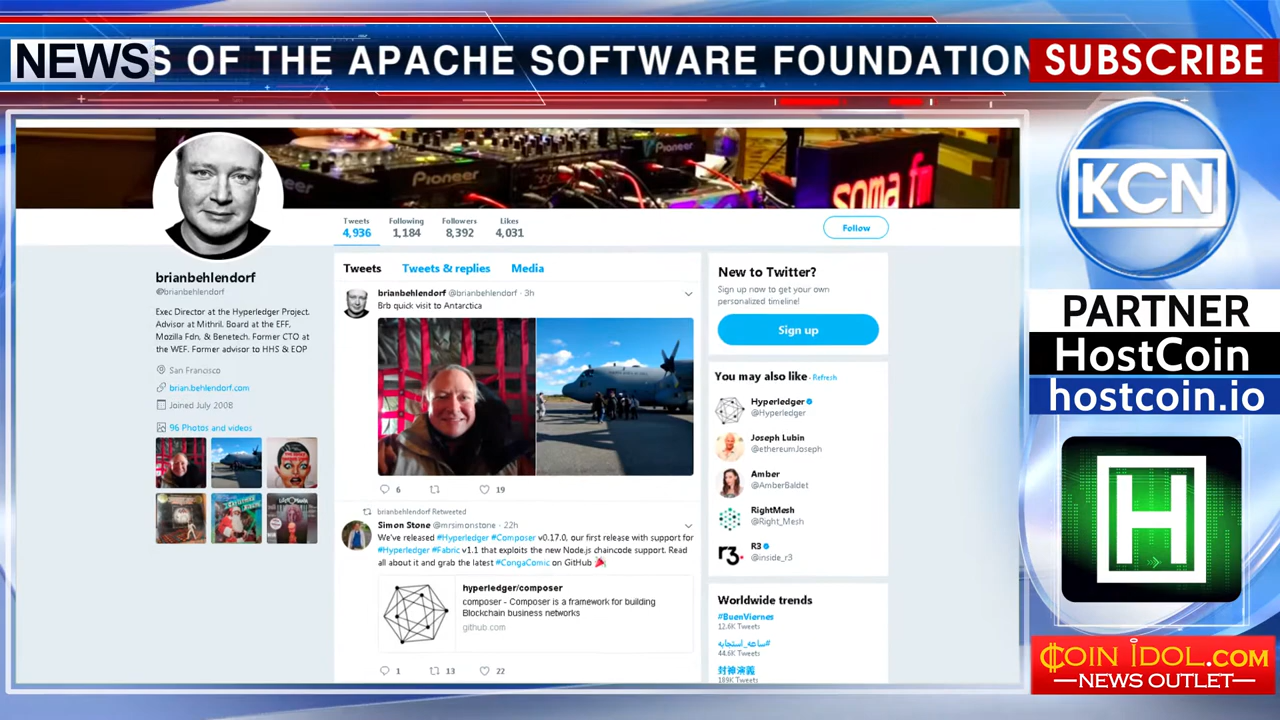 NEWS
S OF THE APACHE SOFTWARE FOUNDATION
SUBSCRIBE
Pioneer
Pioneer
soma fm
KCN
Tweets
4,936
Following
1,184
Followers
8,392
Likes
4,031
Follow
brianbehlendorf
@brianbehlendorf
Exec Director at the Hyperledger Project.
Advisor at Mithril. Board at the EFF,
Mozilla Fdn, & Benetech. Former CTO at
the WEF. Former advisor to HHS & EOP
San Francisco
brian.behlendorf.com
Joined July 2008
96 Photos and videos
Tweets
Tweets & replies
Media
brianbehlendorf @brianbehlendorf · 3h
Brb quick visit to Antarctica
6
19
brianbehlendorf Retweeted
Simon Stone @mrsimonstone · 22h
We've released #Hyperledger #Composer v0.17.0, our first release with support for
#Hyperledger #Fabric v1.1 that exploits the new Node.js chaincode support. Read
all about it and grab the latest #CongaComic on GitHub
hyperledger/composer
composer - Composer is a framework for building
Blockchain business networks
github.com
1
13
22
New to Twitter?
Sign up now to get your own
personalized timeline!
Sign up
You may also like · Refresh
Hyperledger
@Hyperledger
Joseph Lubin
@ethereumJoseph
Amber
@AmberBaldet
RightMesh
@Right_Mesh
r3.
R3
@inside_r3
Worldwide trends
#BuenViernes
12.6K Tweets
#ساعه_استجابه
44.6K Tweets
封神演義
189K Tweets
PARTNER
HostCoin
hostcoin.io
H
COIN IDOL.COM
NEWS OUTLET